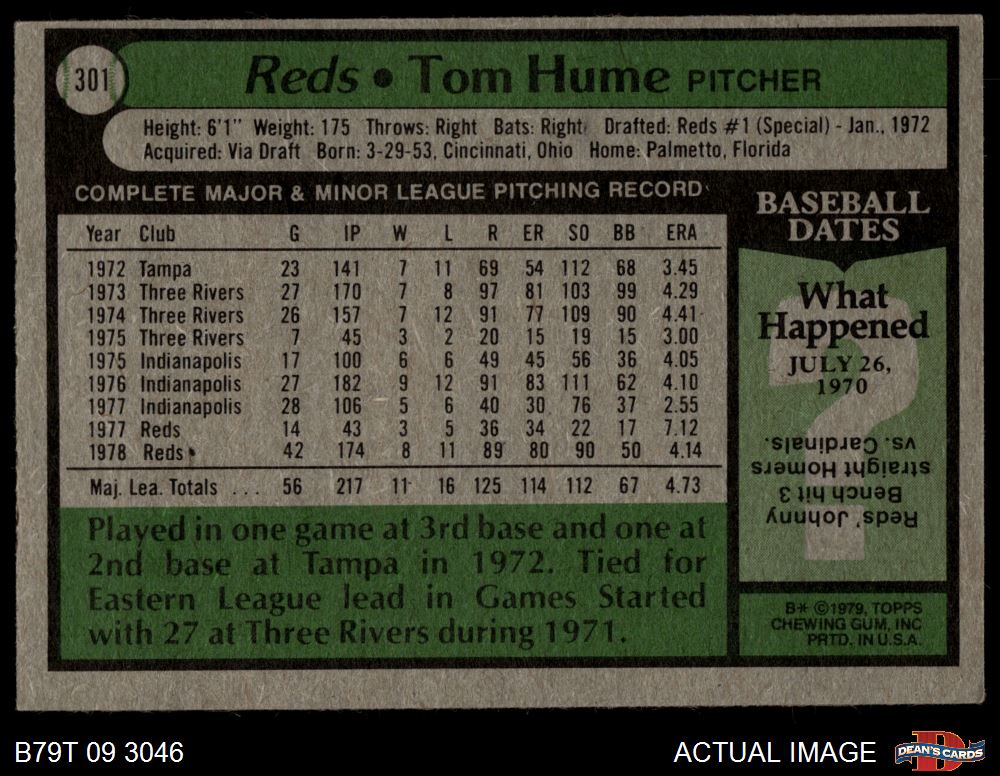 301
Reds • Tom Hume PITCHER
Height: 6'1" Weight: 175 Throws: Right Bats: Right Drafted: Reds #1 (Special) - Jan., 1972
Acquired: Via Draft Born: 3-29-53, Cincinnati, Ohio Home: Palmetto, Florida
COMPLETE MAJOR & MINOR LEAGUE PITCHING RECORD
Year Club G IP W L R ER SO BB ERA
1972 Tampa 23 141 7 11 69 54 112 68 3.45
1973 Three Rivers 27 170 7 8 97 81 103 99 4.29
1974 Three Rivers 26 157 7 12 91 77 109 90 4.41
1975 Three Rivers 7 45 3 2 20 15 19 15 3.00
1975 Indianapolis 17 100 6 6 49 45 56 36 4.05
1976 Indianapolis 27 182 9 12 91 83 111 62 4.10
1977 Indianapolis 28 106 5 6 40 30 76 37 2.55
1977 Reds 14 43 3 5 36 34 22 17 7.12
1978 Reds 42 174 8 11 89 80 90 50 4.14
Maj. Lea. Totals ... 56 217 11 16 125 114 112 67 4.73
Played in one game at 3rd base and one at
2nd base at Tampa in 1972. Tied for
Eastern League lead in Games Started
with 27 at Three Rivers during 1971.
BASEBALL
DATES
What
Happened
JULY 26,
1970
?
Reds' Johnny
Bench hit 3
straight Homers
vs. Cardinals.
B* ©1979, TOPPS
CHEWING GUM, INC
PRTD. IN U.S.A.
B79T 09 3046
ACTUAL IMAGE
DEAN'S CARDS